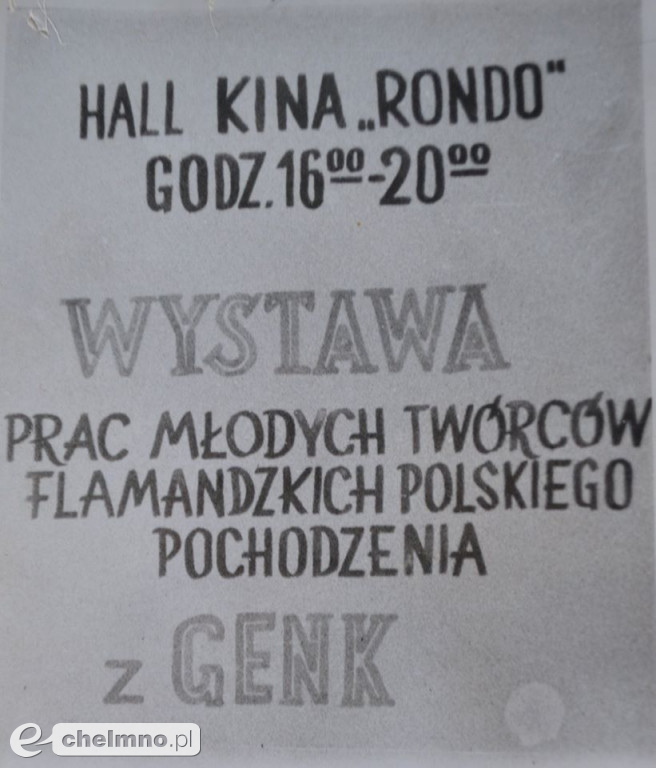 HALL KINA „RONDO"
GODZ. 16⁰⁰-20⁰⁰
WYSTAWA
PRAC MŁODYCH TWÓRCÓW
FLAMANDZKICH POLSKIEGO
POCHODZENIA
z GENK
e-chelmno.pl